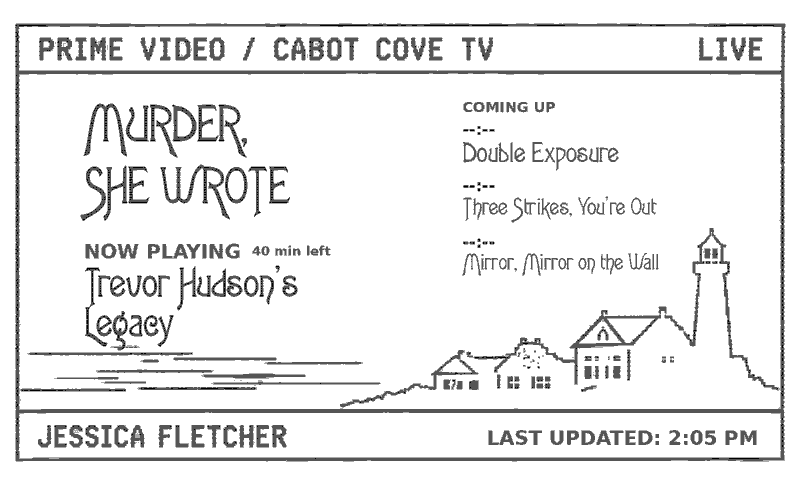 PRIME VIDEO / CABOT COVE TV
LIVE
MURDER,
SHE WROTE
NOW PLAYING 40 min left
Trevor Hudson's
Legacy
COMING UP
--:--
Double Exposure
--:--
Three Strikes, You're Out
--:--
Mirror, Mirror on the Wall
JESSICA FLETCHER
LAST UPDATED: 2:05 PM